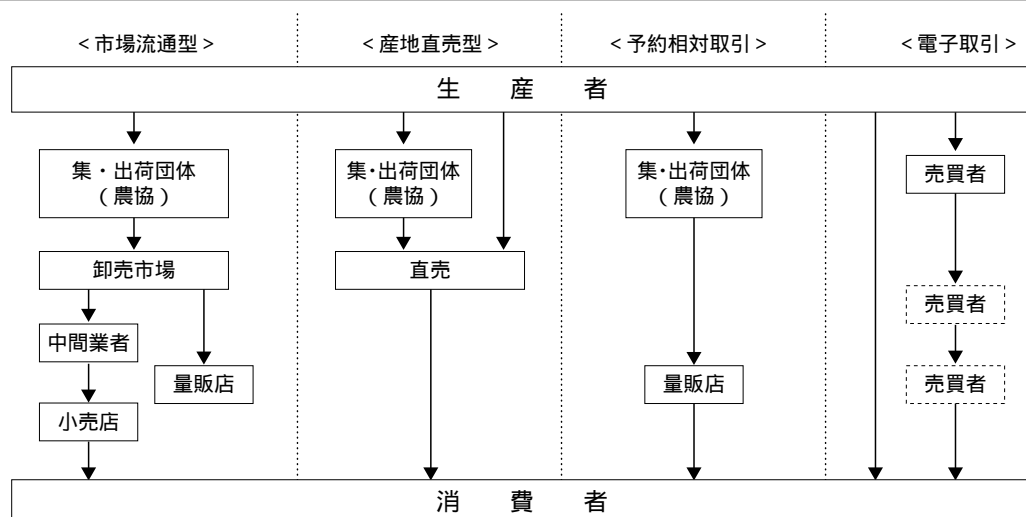 <市場流通型>
<産地直売型>
<予約相対取引>
<電子取引>
生産者
集・出荷団体
(農協)
卸売市場
中間業者
量販店
小売店
集・出荷団体
(農協)
直売
集・出荷団体
(農協)
量販店
売買者
売買者
売買者
消費者